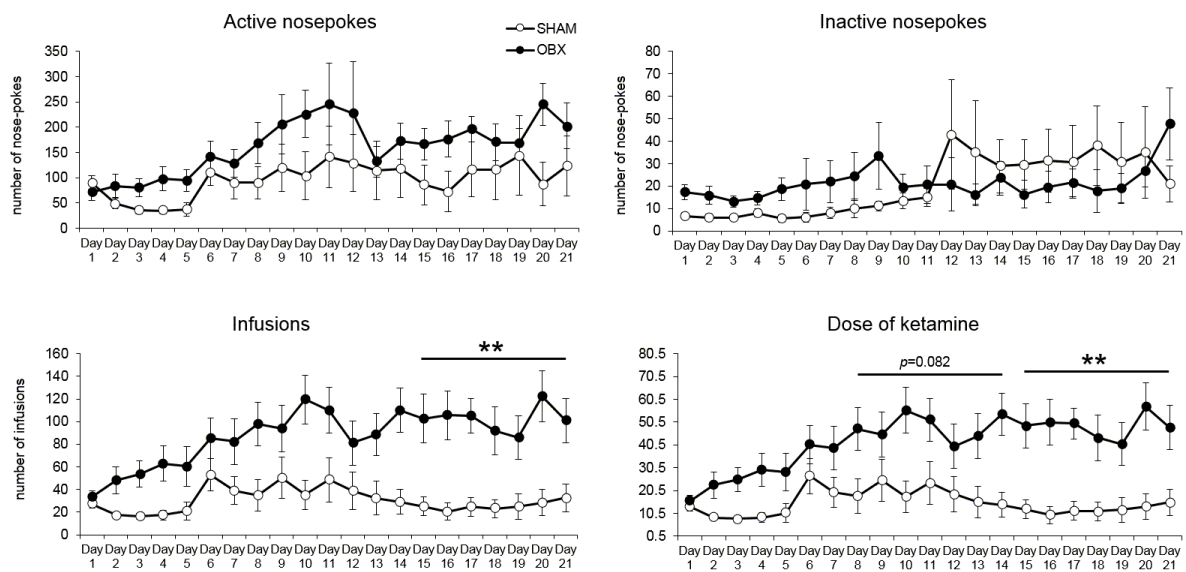 Active nosepokes
SHAM
OBX
number of nose-pokes
350
300
250
200
150
100
50
0
Day Day Day Day Day Day Day Day Day Day Day Day Day Day Day Day Day Day Day Day Day
1 2 3 4 5 6 7 8 9 10 11 12 13 14 15 16 17 18 19 20 21
Inactive nosepokes
number of nose-pokes
80
70
60
50
40
30
20
10
0
Day Day Day Day Day Day Day Day Day Day Day Day Day Day Day Day Day Day Day Day Day
1 2 3 4 5 6 7 8 9 10 11 12 13 14 15 16 17 18 19 20 21
Infusions
**
number of infusions
160
140
120
100
80
60
40
20
0
Day Day Day Day Day Day Day Day Day Day Day Day Day Day Day Day Day Day Day Day Day
1 2 3 4 5 6 7 8 9 10 11 12 13 14 15 16 17 18 19 20 21
Dose of ketamine
p=0.082
**
80.5
70.5
60.5
50.5
40.5
30.5
20.5
10.5
0.5
Day Day Day Day Day Day Day Day Day Day Day Day Day Day Day Day Day Day Day Day Day
1 2 3 4 5 6 7 8 9 10 11 12 13 14 15 16 17 18 19 20 21